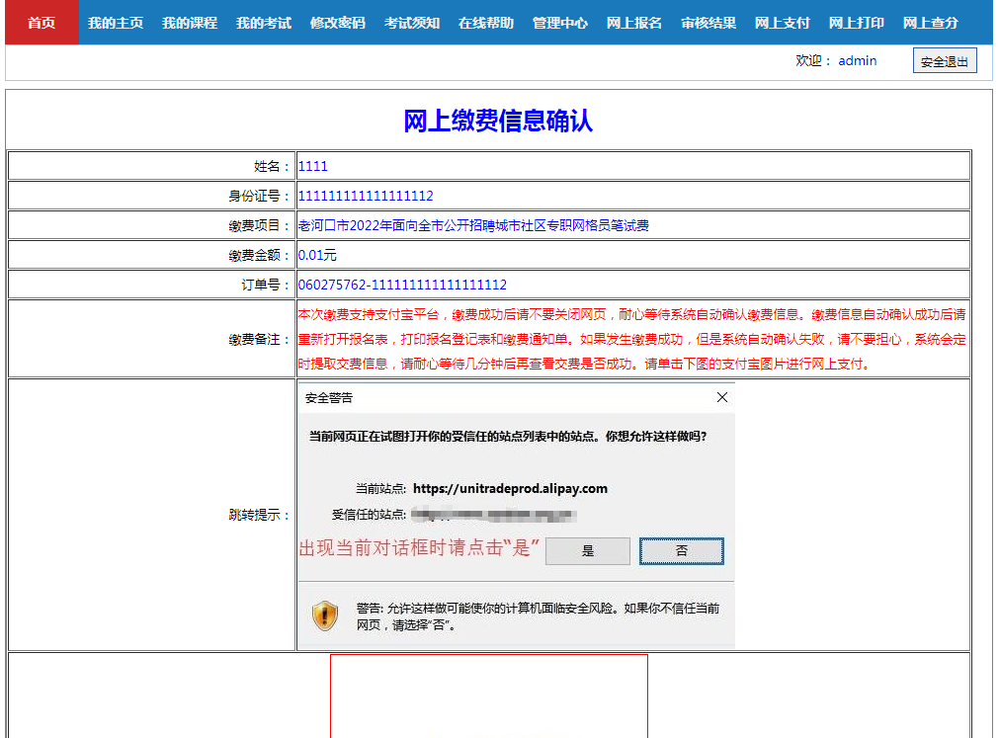 首页 我的主页 我的课程 我的考试 修改密码 考试须知 在线帮助 管理中心 网上报名 审核结果 网上支付 网上打印 网上查分
欢迎： admin 安全退出
网上缴费信息确认
姓名： 1111
身份证号： 111111111111111112
缴费项目： 老河口市2022年面向全市公开招聘城市社区专职网格员笔试费
缴费金额： 0.01元
订单号： 060275762-111111111111111112
本次缴费支持支付宝平台，缴费成功后请不要关闭网页，耐心等待系统自动确认缴费信息。缴费信息自动确认成功后请
缴费备注： 重新打开报名表，打印报名登记表和缴费通知单。如果发生缴费成功，但是系统自动确认失败，请不要担心，系统会定
时提取交费信息，请耐心等待几分钟后再查看交费是否成功。请单击下图的支付宝图片进行网上支付。
安全警告
当前网页正在试图打开你的受信任的站点列表中的站点。你想允许这样做吗?
当前站点: https://unitradeprod.alipay.com
跳转提示： 受信任的站点:
出现当前对话框时请点击“是” 是 否
警告: 允许这样做可能使你的计算机面临安全风险。如果你不信任当前
网页，请选择“否”。